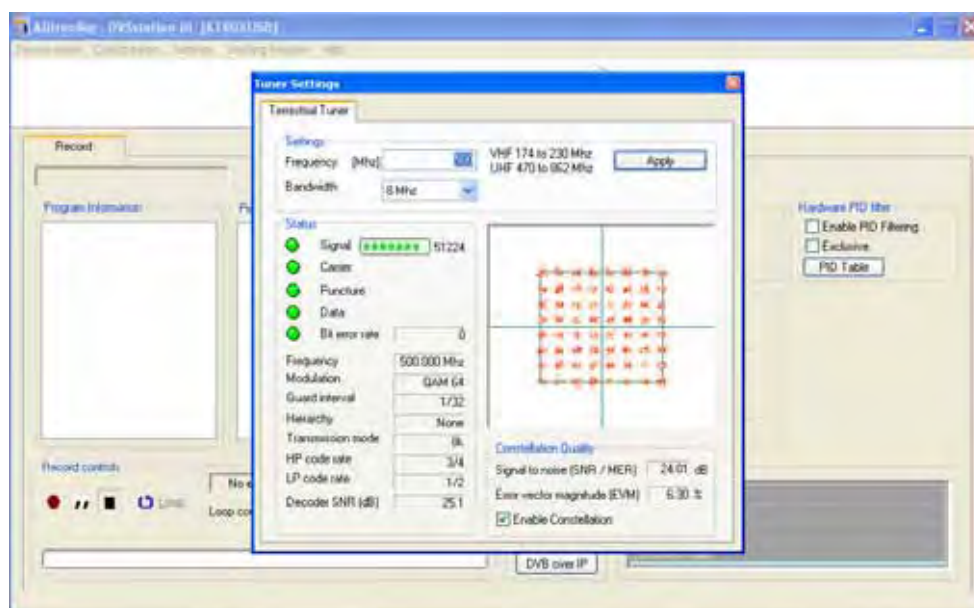 Tuner Settings
Terrestrial Tuner
Record
Settings
Frequency [Mhz]
VHF 174 to 230 Mhz
UHF 470 to 862 Mhz
Apply
Bandwidth 8 Mhz
Program Information
Hardware PID filter
Enable PID Filtering
Exclusive
PID Table
Status
Signal 51224
Carrier
Puncture
Data
Bit error rate 0
Frequency 500.000 Mhz
Modulation QAM 64
Guard interval 1/32
Hierarchy None
Transmission mode 8k
HP code rate 3/4
LP code rate 1/2
Decoder SNR (dB) 25.1
Constellation Quality
Signal to noise (SNR / MER) 24.01 dB
Error vector magnitude (EVM) 6.30 %
Enable Constellation
Record controls
Loop
DVB over IP